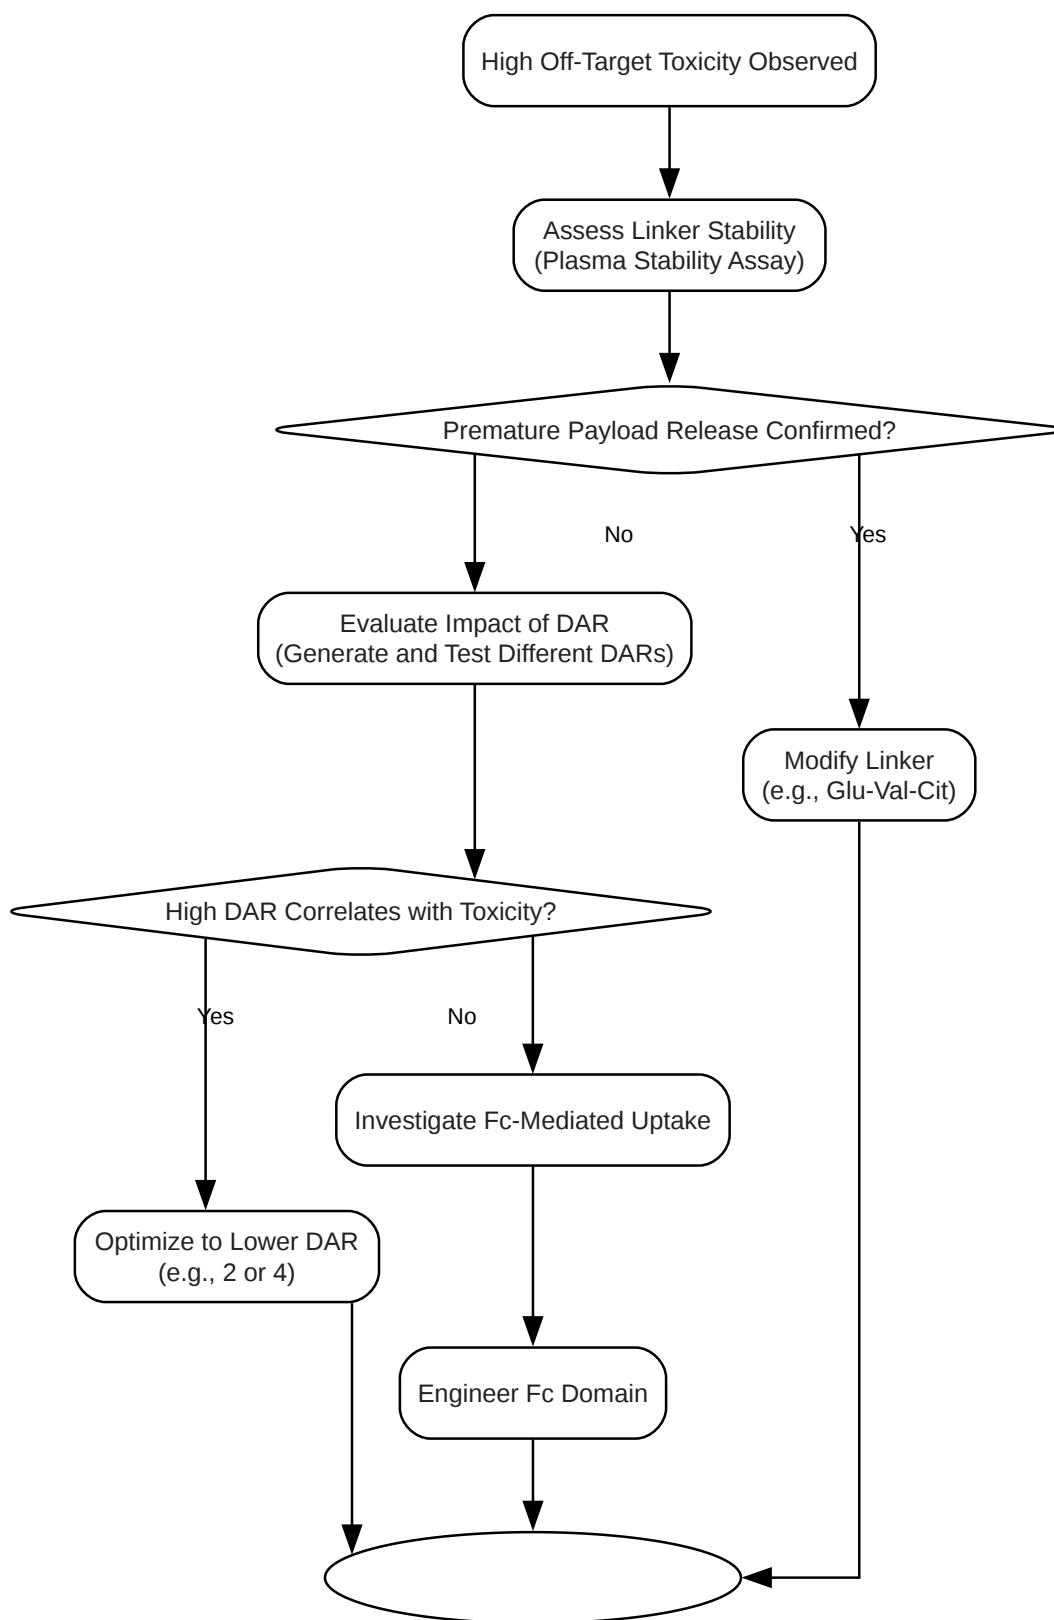 High Off-Target Toxicity Observed
Assess Linker Stability
(Plasma Stability Assay)
Premature Payload Release Confirmed?
No
Yes
Evaluate Impact of DAR
(Generate and Test Different DARs)
Modify Linker
(e.g., Glu-Val-Cit)
High DAR Correlates with Toxicity?
Yes
No
Investigate Fc-Mediated Uptake
Optimize to Lower DAR
(e.g., 2 or 4)
Engineer Fc Domain